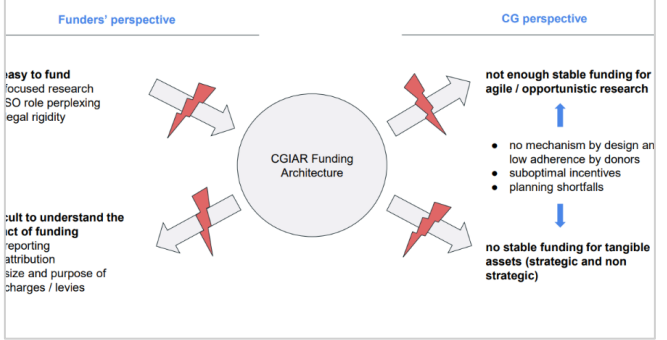 Funders' perspective
CG perspective
easy to fund
focused research
SO role perplexing
legal rigidity
CGIAR Funding
Architecture
not enough stable funding for
agile / opportunistic research
● no mechanism by design an
low adherence by donors
● suboptimal incentives
● planning shortfalls
cult to understand the
act of funding
reporting
attribution
size and purpose of
charges / levies
no stable funding for tangible
assets (strategic and non
strategic)